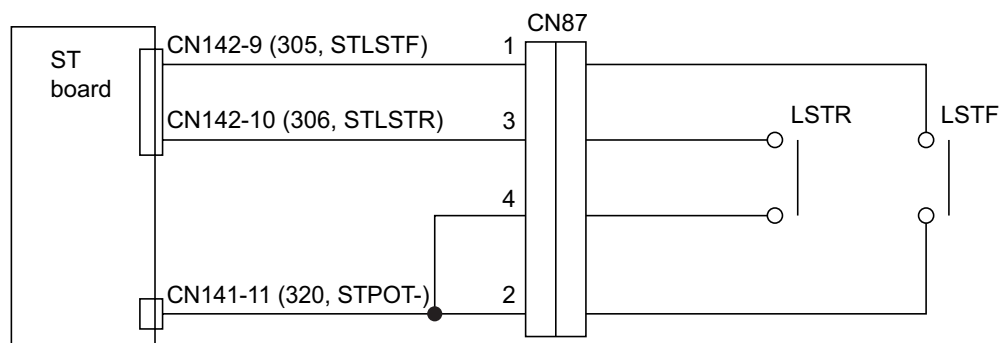 CN87
CN142-9 (305, STLSTF)
1
ST
board
CN142-10 (306, STLSTR)
3
LSTR
LSTF
4
CN141-11 (320, STPOT-)
2